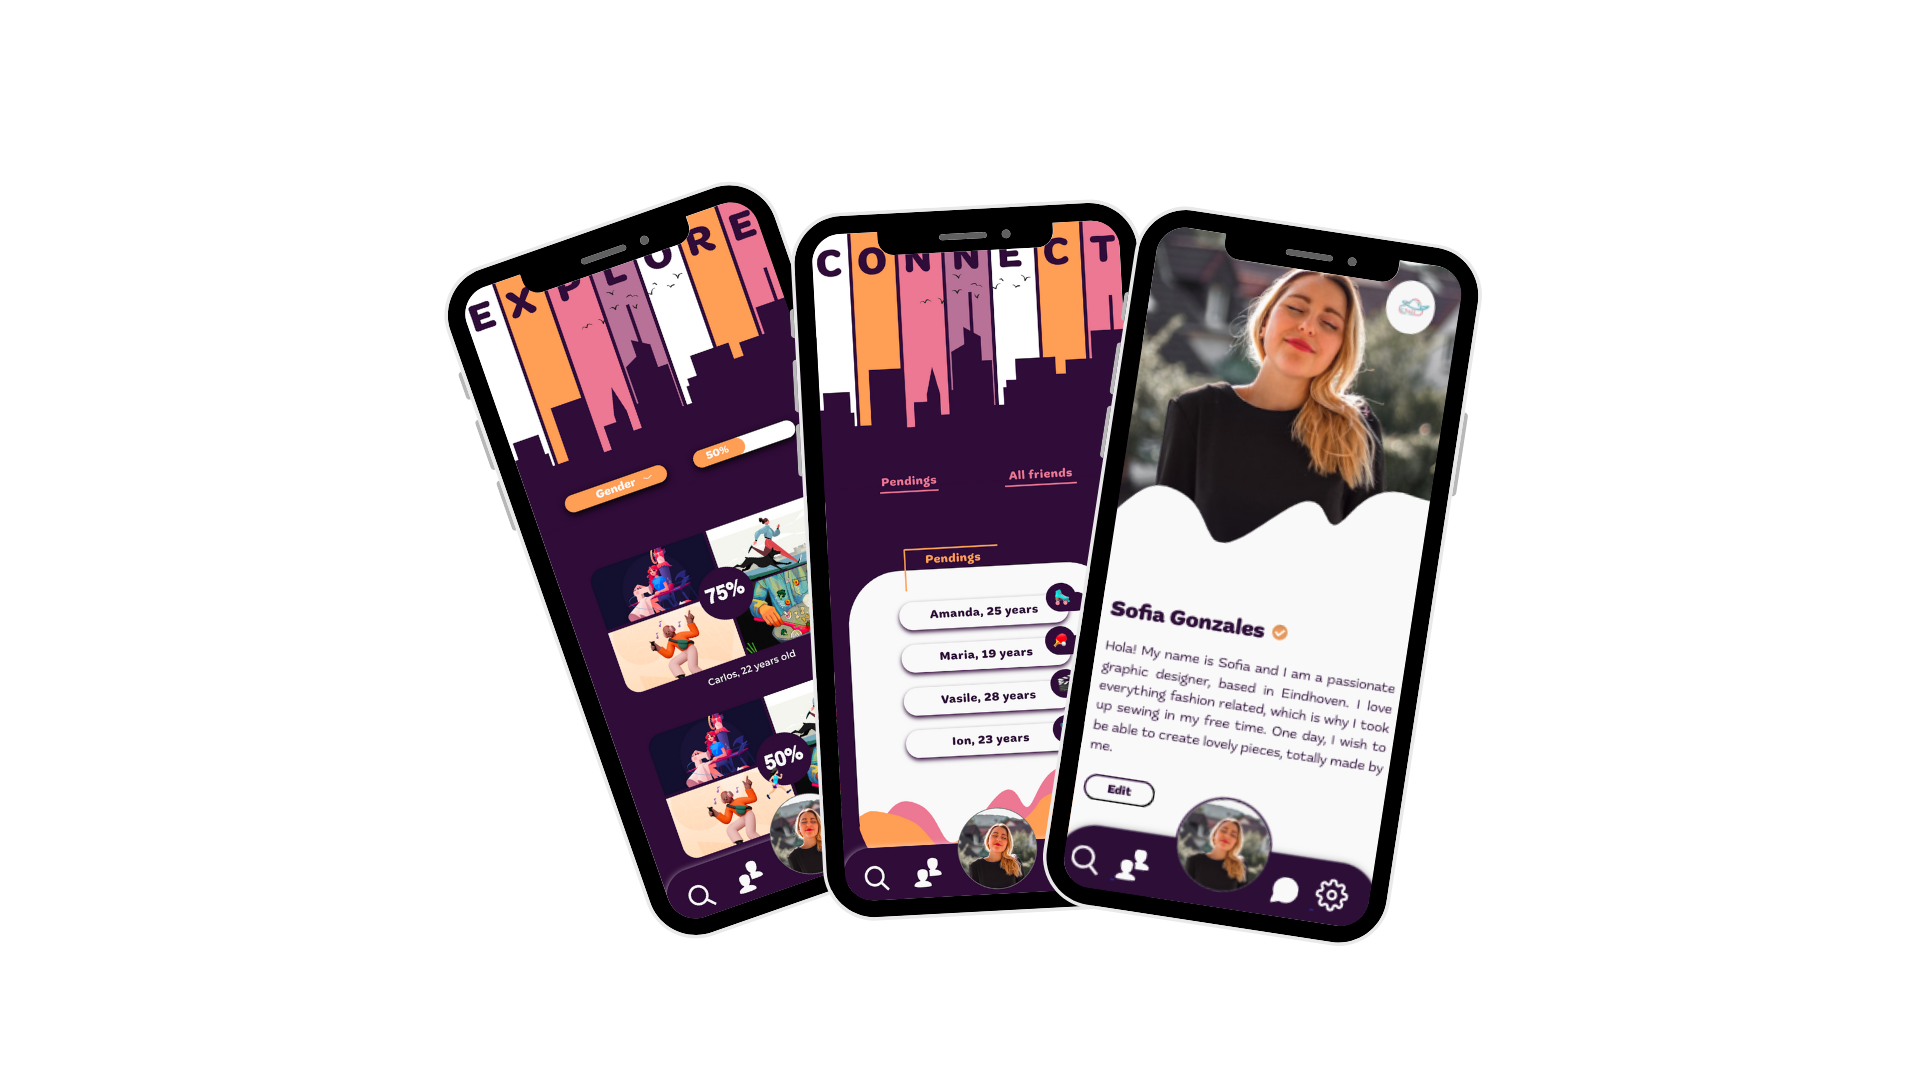 EXPLORE
50%
Gender
75%
Carlos, 22 years old
50%
CONNECT
Pendings
All friends
Pendings
Amanda, 25 years
Maria, 19 years
Vasile, 28 years
Ion, 23 years
Sofia Gonzales
Hola! My name is Sofia and I am a passionate
graphic designer, based in Eindhoven. I love
everything fashion related, which is why I took
up sewing in my free time. One day, I wish to
be able to create lovely pieces, totally made by
me.
Edit